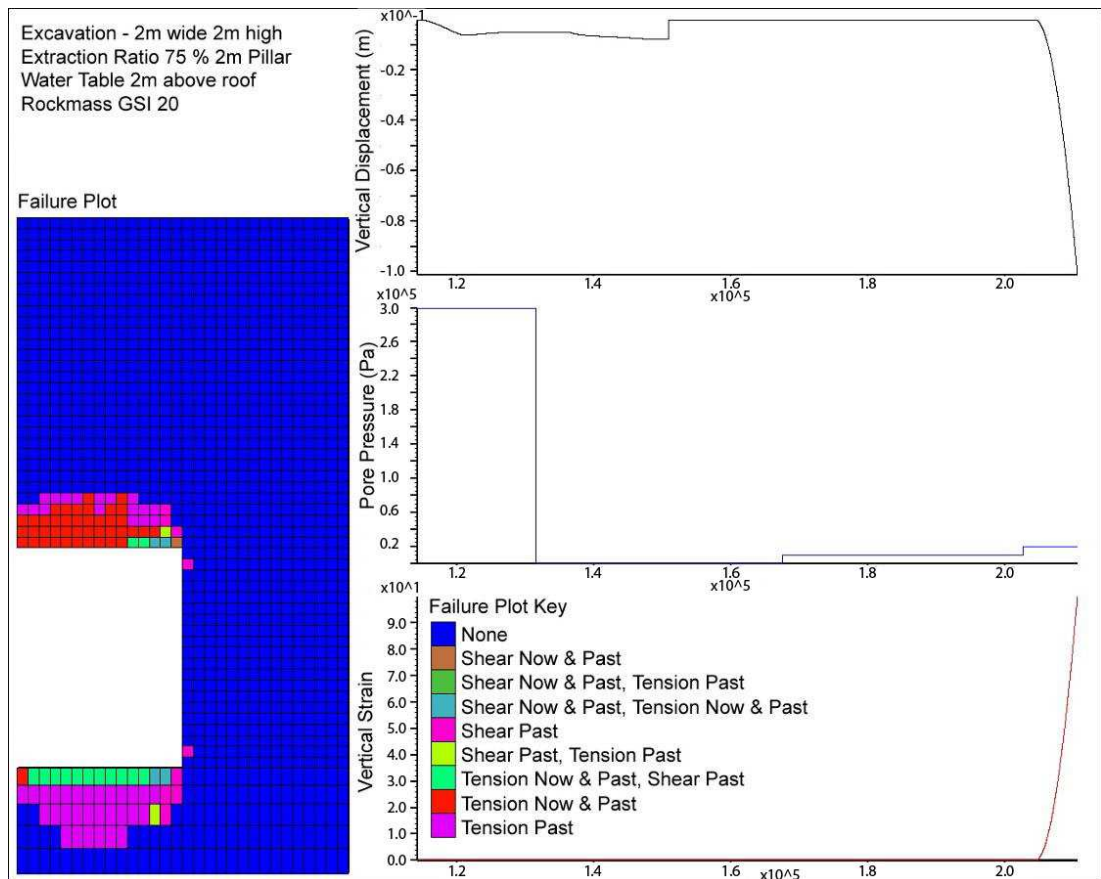 Excavation - 2m wide 2m high
Extraction Ratio 75 % 2m Pillar
Water Table 2m above roof
Rockmass GSI 20
Failure Plot
x10^-1
Vertical Displacement (m)
-0.2
-0.4
-0.6
-0.8
-1.0
1.2
1.4
1.6
2.0
x10^5
x10^5
Pore Pressure (Pa)
3.0
2.6
2.2
1.8
1.4
1.0
0.6
0.2
1.2
1.4
1.6
2.0
x10^5
x10^1
Vertical Strain
9.0
8.0
7.0
6.0
5.0
4.0
3.0
2.0
1.0
0.0
1.2
1.4
1.6
2.0
x10^5
Failure Plot Key
None
Shear Now & Past
Shear Now & Past, Tension Past
Shear Now & Past, Tension Now & Past
Shear Past
Shear Past, Tension Past
Tension Now & Past, Shear Past
Tension Now & Past
Tension Past